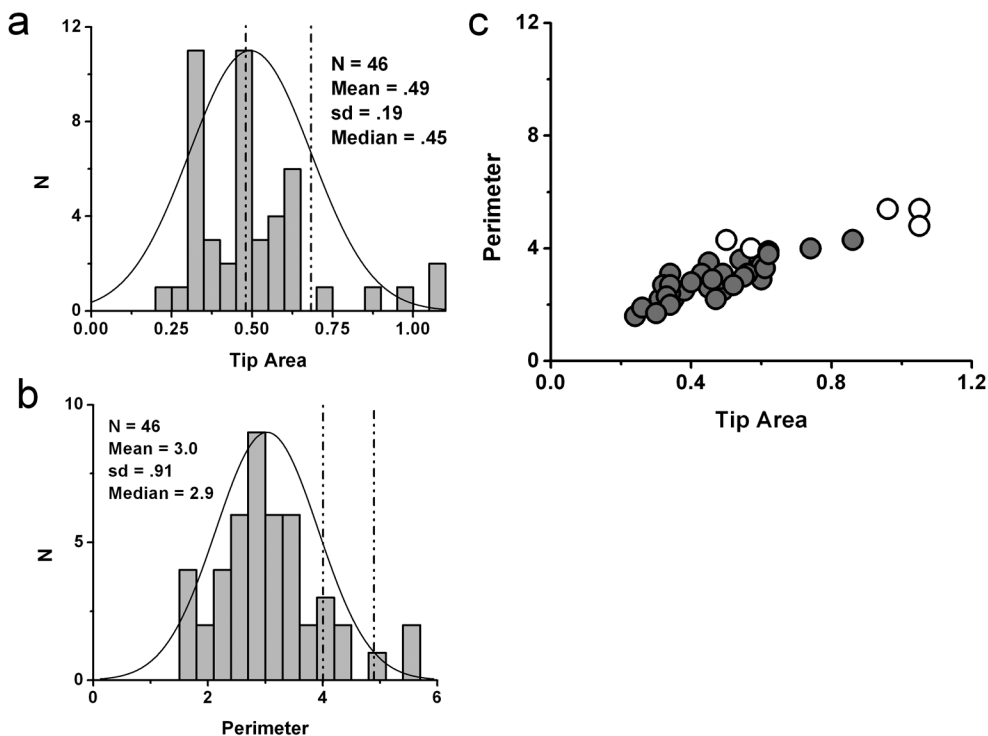 a
12
8
4
0
N
N = 46
Mean = .49
sd = .19
Median = .45
0.00 0.25 0.50 0.75 1.00
Tip Area
b
10
5
0
N
N = 46
Mean = 3.0
sd = .91
Median = 2.9
0 2 4 6
Perimeter
c
12
8
4
0
Perimeter
0.0 0.4 0.8 1.2
Tip Area